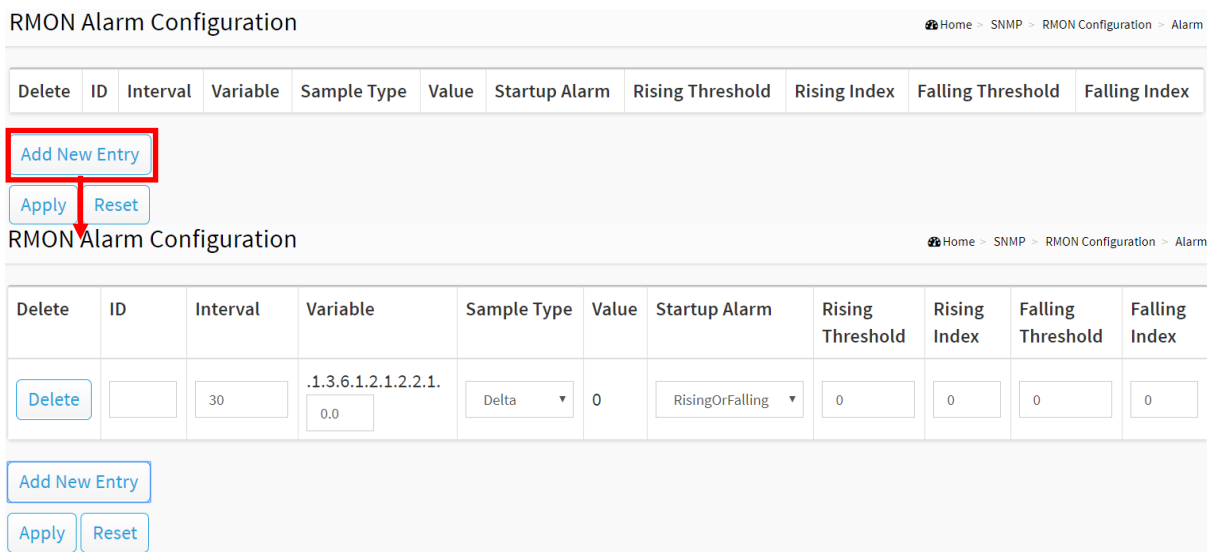 RMON Alarm Configuration
Home > SNMP > RMON Configuration > Alarm
Delete ID Interval Variable Sample Type Value Startup Alarm Rising Threshold Rising Index Falling Threshold Falling Index
Add New Entry
Apply Reset
RMON Alarm Configuration
Home > SNMP > RMON Configuration > Alarm
Delete ID Interval Variable Sample Type Value Startup Alarm Rising Threshold Rising Index Falling Threshold Falling Index
.1.3.6.1.2.1.2.2.1.
Delete 30 0.0 Delta 0 RisingOrFalling 0 0 0 0
Add New Entry
Apply Reset